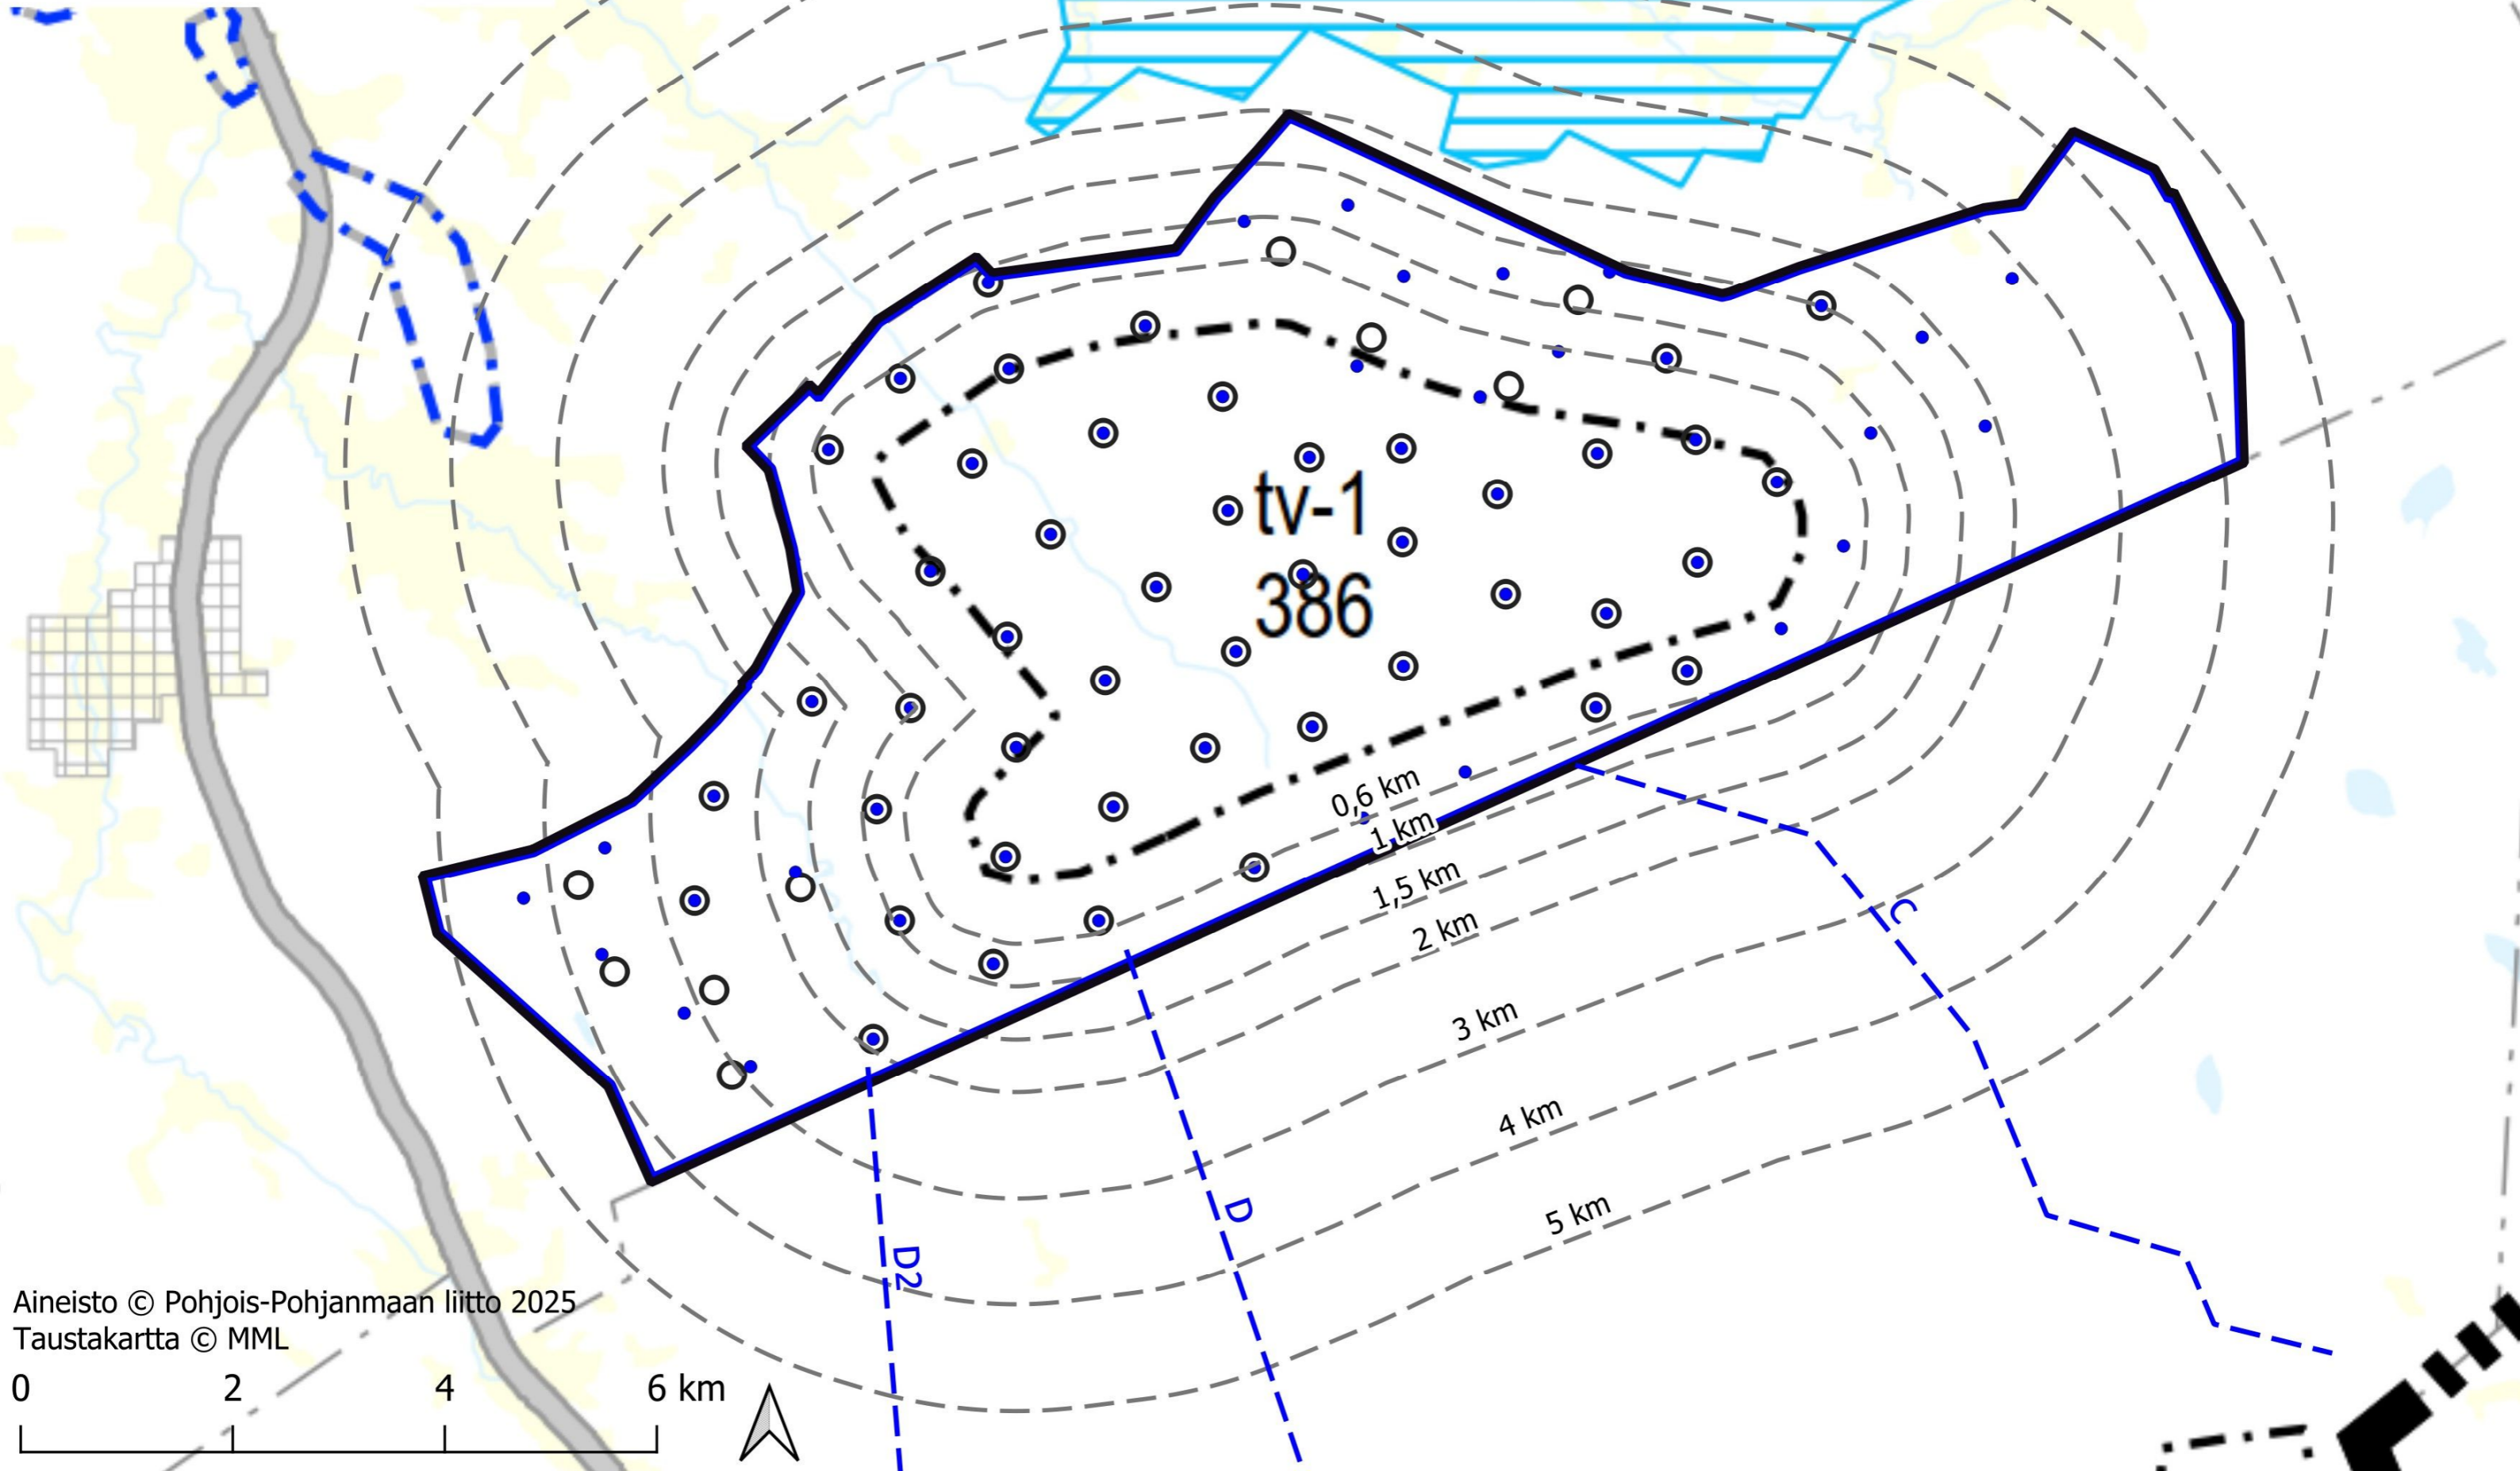 tv-1
386
0,6 km
1 km
1,5 km
2 km
C
3 km
4 km
D
5 km
D2
Aineisto © Pohjois-Pohjanmaan liitto 2025
Taustakartta © MML
0 2 4 6 km